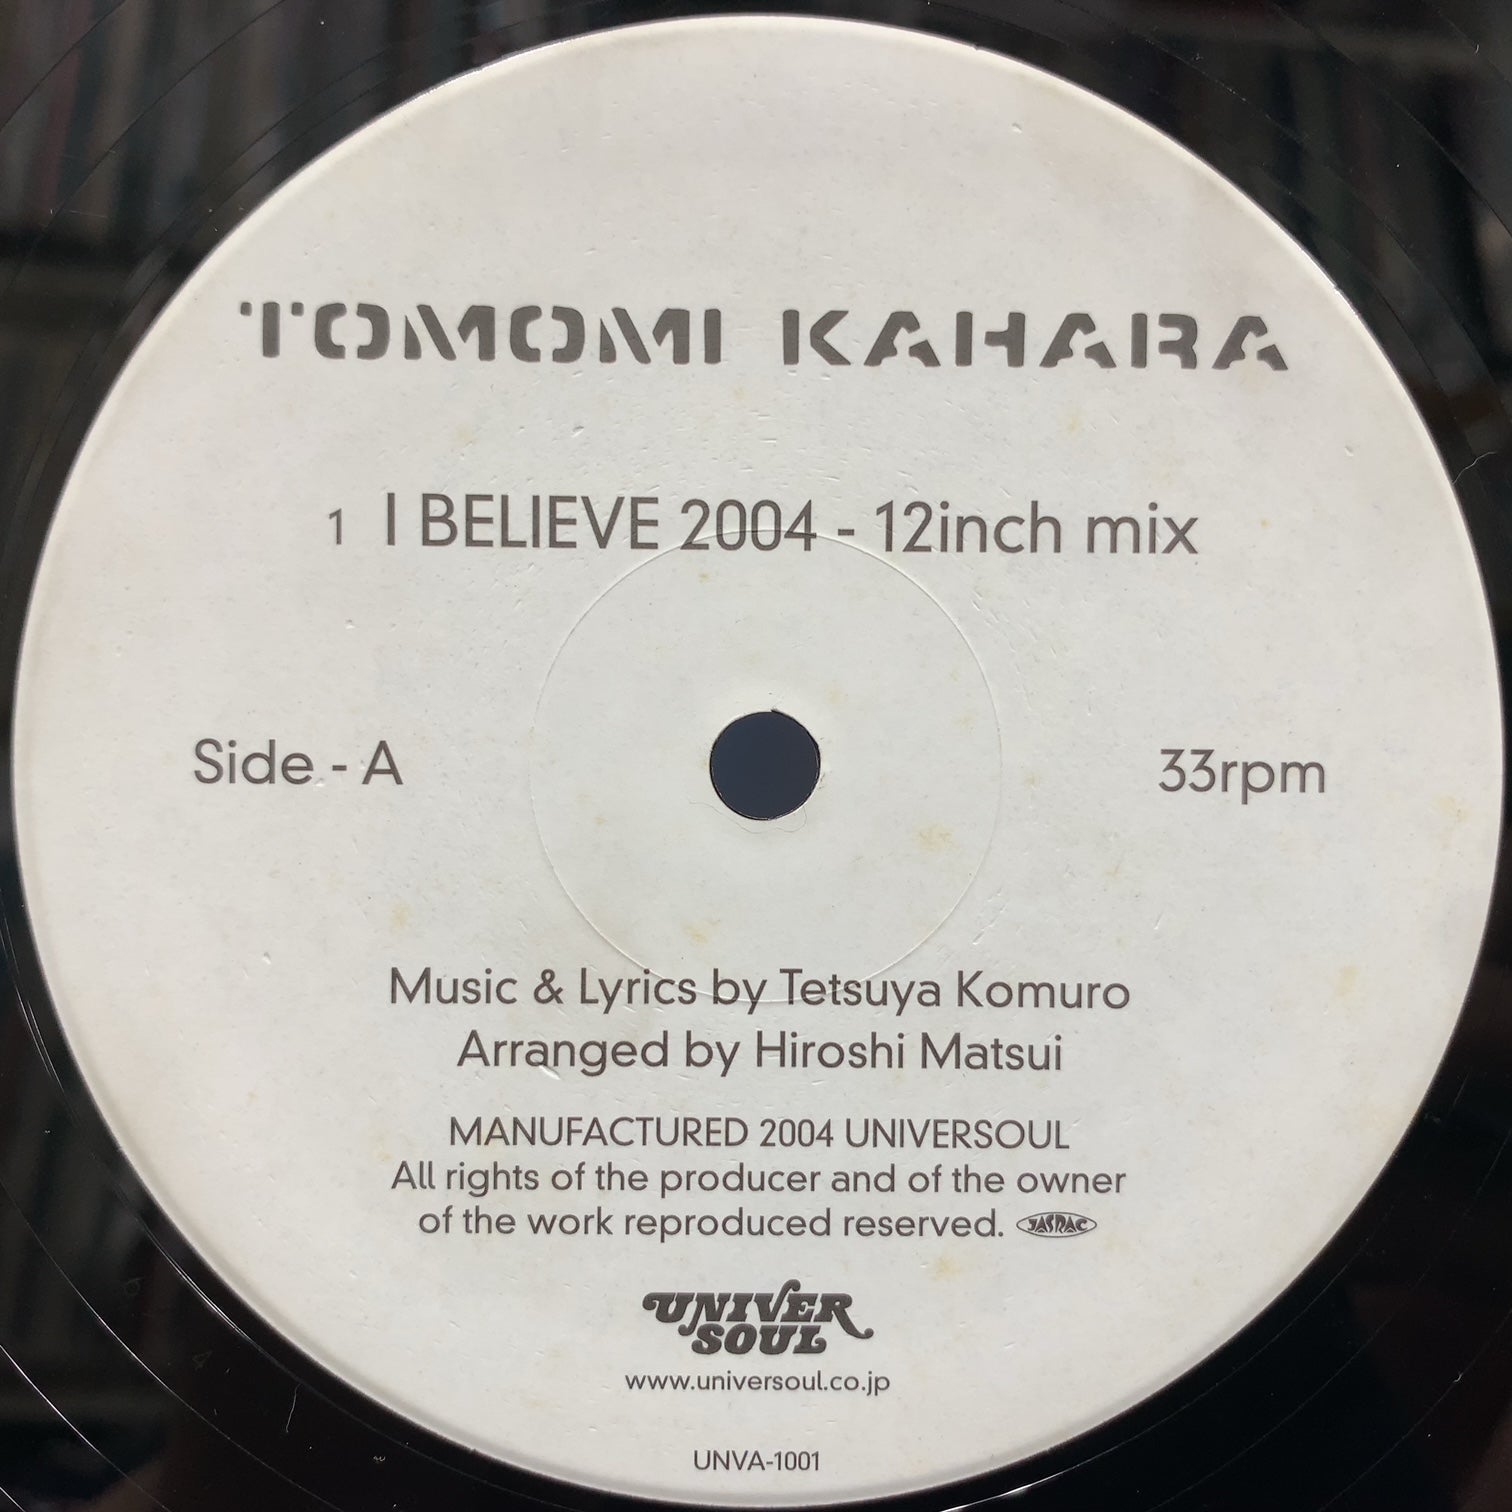 TOMOMI KAHARA
1 I BELIEVE 2004 - 12inch mix
Side - A
33rpm
Music & Lyrics by Tetsuya Komuro
Arranged by Hiroshi Matsui
MANUFACTURED 2004 UNIVERSOUL
All rights of the producer and of the owner
of the work reproduced reserved. JASRAC
UNIVER
SOUL
www.universoul.co.jp
UNVA-1001